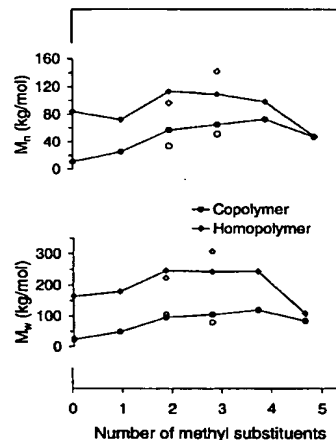 160
120
80
40
0
Mn (kg/mol)
Copolymer
Homopolymer
300
200
100
0
Mw (kg/mol)
0 1 2 3 4 5
Number of methyl substituents